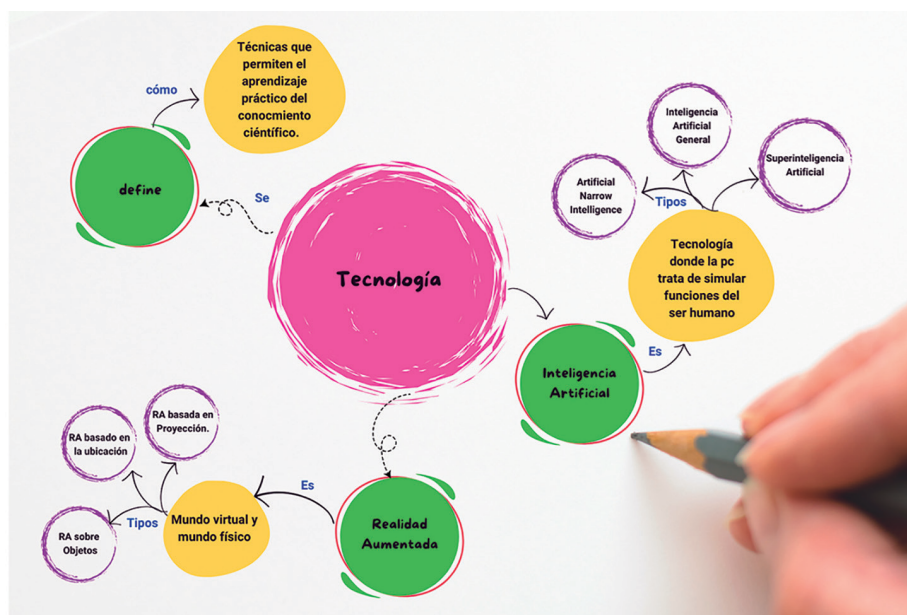 Técnicas que
permiten el
aprendizaje
práctico del
conocmiento
ciéntífico.
cómo
define
Se
Tecnología
Inteligencia
Artificial
General
Superinteligencia
Artificial
Artificial
Narrow
Intelligence
Tipos
Tecnología
donde la pc
trata de simular
funciones del
ser humano
Es
Inteligencia
Artificial
RA basada en
Proyección.
RA basado en
la ubicación
RA sobre
Objetos
Tipos
Mundo virtual y
mundo físico
Es
Realidad
Aumentada